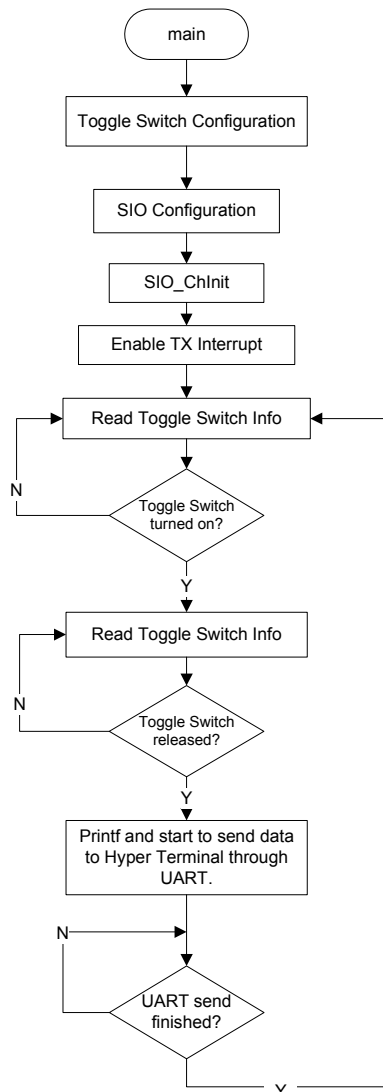 main
Toggle Switch Configuration
SIO Configuration
SIO_ChInit
Enable TX Interrupt
Read Toggle Switch Info
N
Toggle Switch
turned on?
Y
Read Toggle Switch Info
N
Toggle Switch
released?
Y
Printf and start to send data
to Hyper Terminal through
UART.
N
UART send
finished?
Y